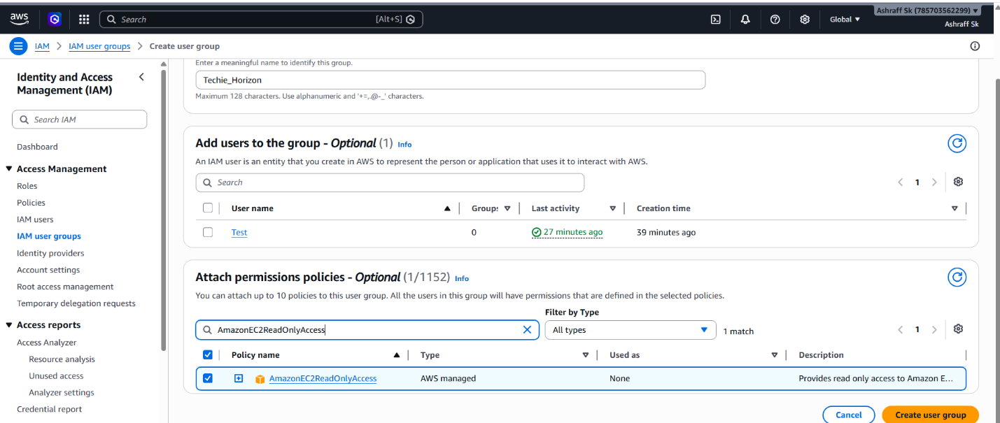 aws
Search
[Alt+S]
Global
Ashraff Sk (785703562299)
Ashraff Sk
IAM
IAM user groups
Create user group
Identity and Access
Management (IAM)
Search IAM
Dashboard
Access Management
Roles
Policies
IAM users
IAM user groups
Identity providers
Account settings
Root access management
Temporary delegation requests
Access reports
Access Analyzer
Resource analysis
Unused access
Analyzer settings
Credential report
Enter a meaningful name to identify this group.
Techie_Horizon
Maximum 128 characters. Use alphanumeric and '+=,.@-_' characters.
Add users to the group - Optional (1) Info
An IAM user is an entity that you create in AWS to represent the person or application that uses it to interact with AWS.
Search
1
User name Groups Last activity Creation time
Test 0 27 minutes ago 39 minutes ago
Attach permissions policies - Optional (1/1152) Info
You can attach up to 10 policies to this user group. All the users in this group will have permissions that are defined in the selected policies.
Filter by Type
AmazonEC2ReadOnlyAccess All types 1 match 1
Policy name Type Used as Description
AmazonEC2ReadOnlyAccess AWS managed None Provides read only access to Amazon E...
Cancel Create user group